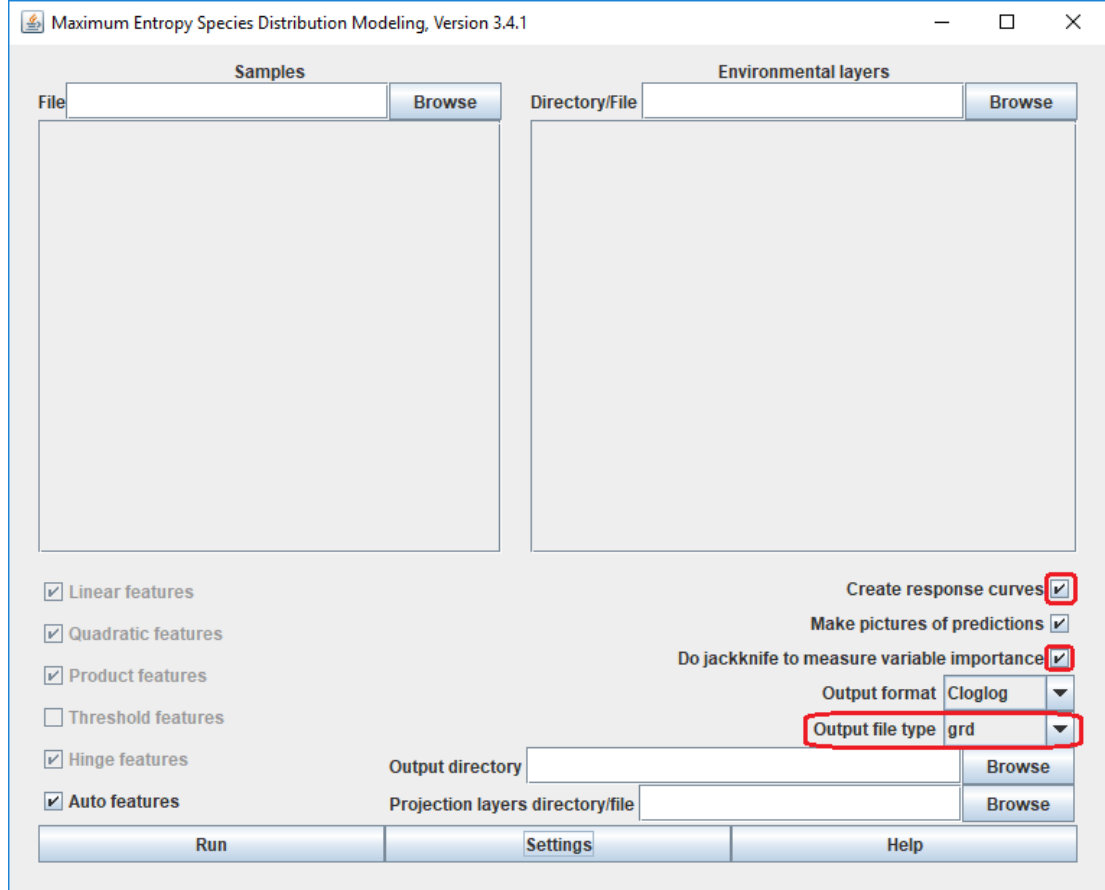 Maximum Entropy Species Distribution Modeling, Version 3.4.1
Samples
File
Browse
Environmental layers
Directory/File
Browse
Linear features
Quadratic features
Product features
Threshold features
Hinge features
Auto features
Create response curves
Make pictures of predictions
Do jackknife to measure variable importance
Output format Cloglog
Output file type grd
Output directory
Browse
Projection layers directory/file
Browse
Run
Settings
Help